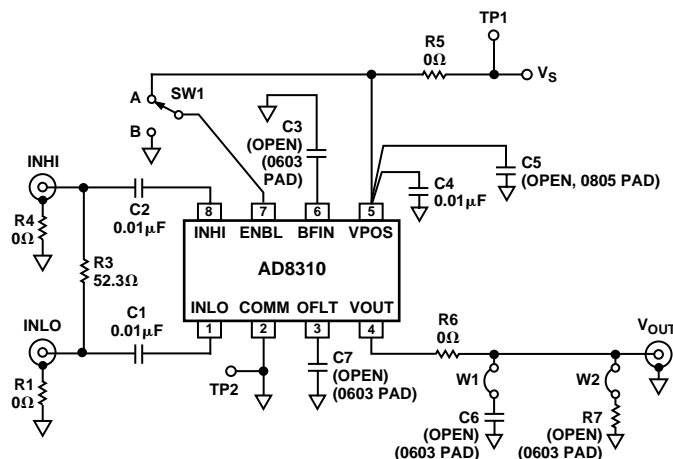 TP1
R5
0Ω
VS
A
SW1
B
C3
(OPEN)
(0603
PAD)
C5
(OPEN, 0805 PAD)
C4
0.01µF
INHI
C2
0.01µF
R4
0Ω
8 7 6 5
INHI ENBL BFIN VPOS
R3
52.3Ω
AD8310
C1
0.01µF
INLO COMM OFLT VOUT
1 2 3 4
INLO
R1
0Ω
TP2
C7
(OPEN)
(0603 PAD)
R6
0Ω
VOUT
W1
W2
C6
(OPEN)
(0603 PAD)
R7
(OPEN)
(0603 PAD)